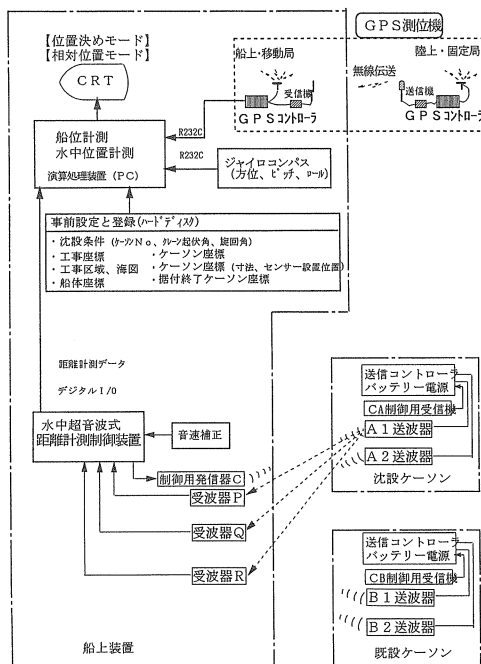 GPS測位機
【位置決めモード】
【相対位置モード】
CRT
船上・移動局
陸上・固定局
無線伝送
受信機
送信機
GPSコントローラ
GPSコントローラ
R232C
船位計測
水中位置計測
演算処理装置(PC)
R232C
ジャイロコンパス
(方位、ピッチ、ロール)
事前設定と登録(ハードディスク)
・沈設条件(ケーソンNo、クレーン起伏角、旋回角)
・工事座標 ・ケーソン座標
・工事区域、海図 ・ケーソン座標(寸法、センサー設置位置)
・船体座標 ・据付終了ケーソン座標
距離計測データ
デジタルI/O
水中超音波式
距離計測制御装置
音速補正
制御用発信器C
受波器P
受波器Q
受波器R
船上装置
送信コントローラ
バッテリー電源
CA制御用受信機
A1送波器
A2送波器
沈設ケーソン
送信コントローラ
バッテリー電源
CB制御用受信機
B1送波器
B2送波器
既設ケーソン